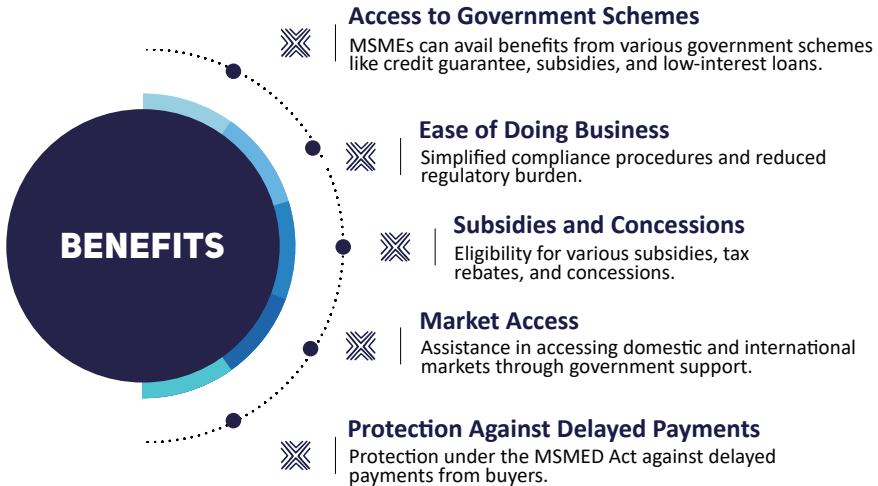 Access to Government Schemes
MSMEs can avail benefits from various government schemes
like credit guarantee, subsidies, and low-interest loans.
Ease of Doing Business
Simplified compliance procedures and reduced
regulatory burden.
BENEFITS
Subsidies and Concessions
Eligibility for various subsidies, tax
rebates, and concessions.
Market Access
Assistance in accessing domestic and international
markets through government support.
Protection Against Delayed Payments
Protection under the MSMED Act against delayed
payments from buyers.